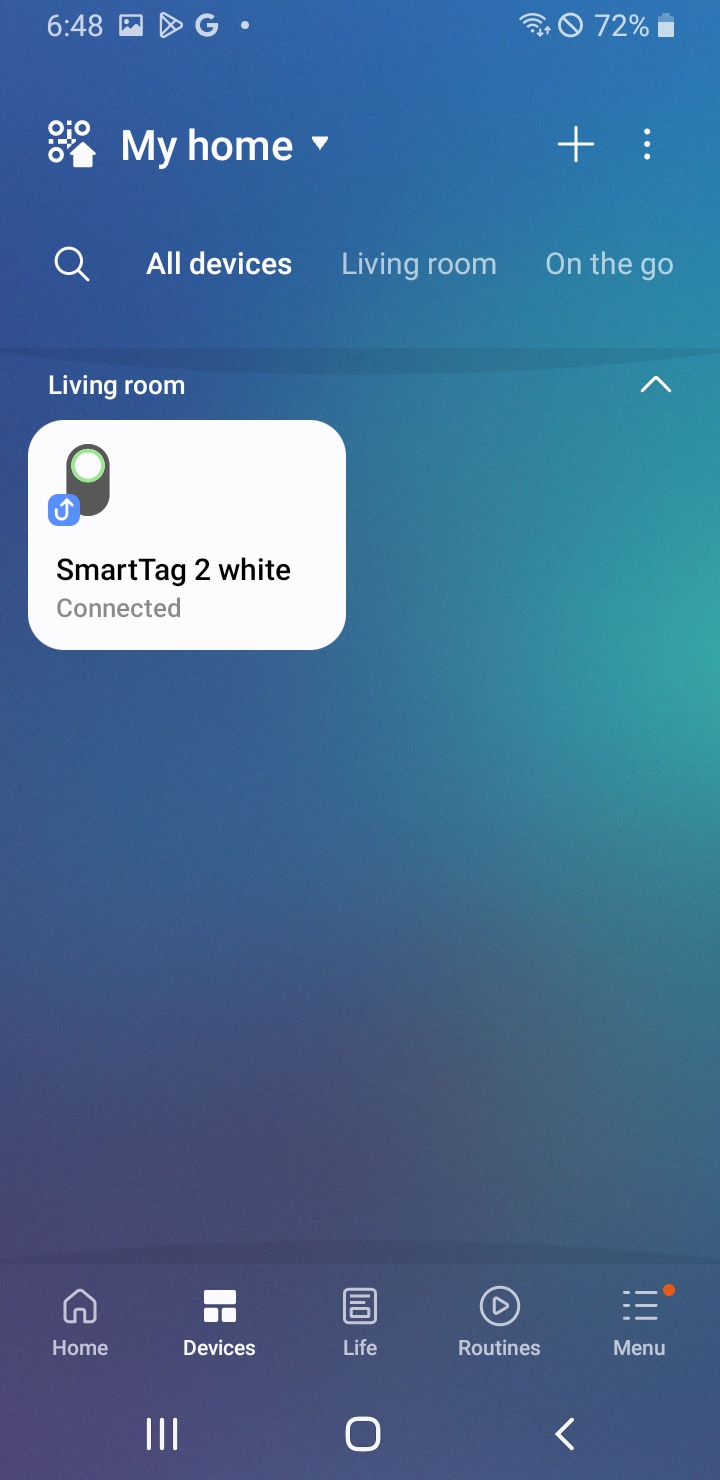 6:48 72%
My home
All devices Living room On the go
Living room
SmartTag 2 white
Connected
Home Devices Life Routines Menu